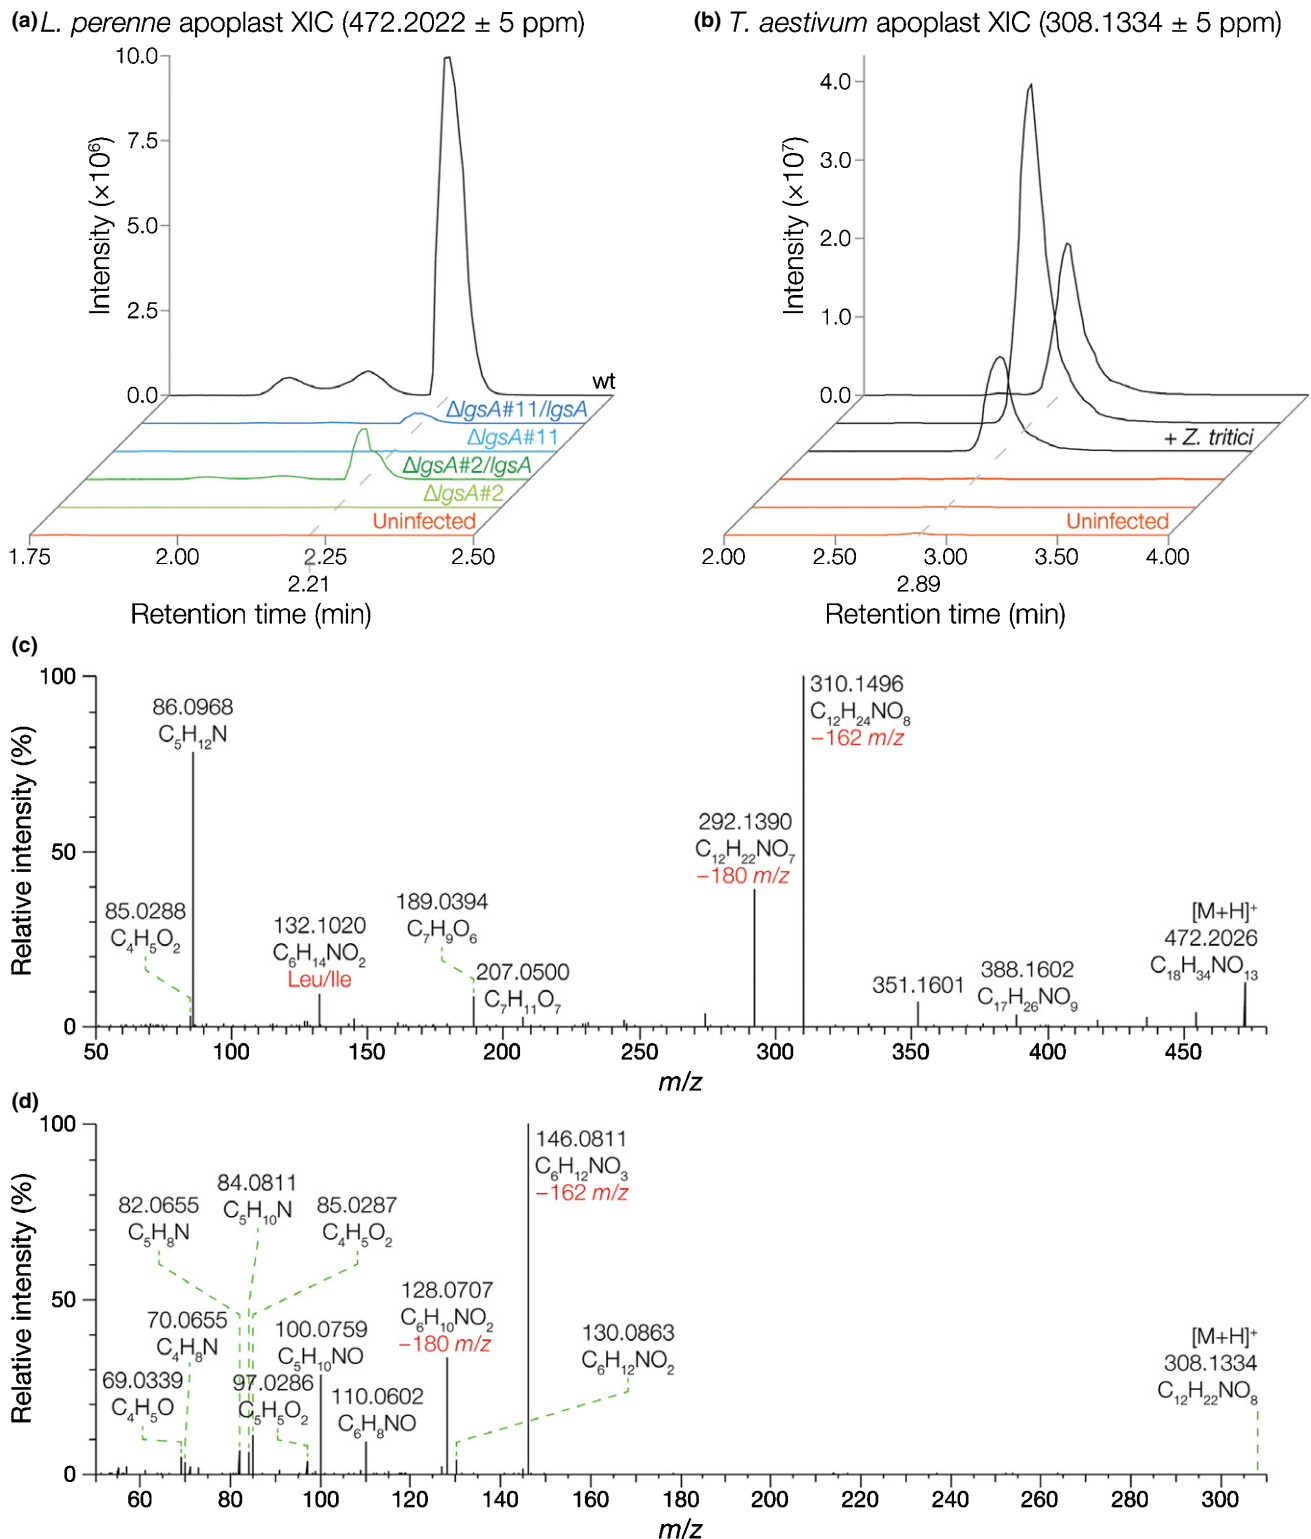 (a) L. perenne apoplast XIC (472.2022 ± 5 ppm)
10.0
7.5
5.0
2.5
0.0
Intensity (×10⁶)
wt
ΔlgsA#11/lgsA
ΔlgsA#11
ΔlgsA#2/lgsA
ΔlgsA#2
Uninfected
1.75 2.00 2.25 2.50
2.21
Retention time (min)
(b) T. aestivum apoplast XIC (308.1334 ± 5 ppm)
4.0
3.0
2.0
1.0
0.0
Intensity (×10⁷)
+ Z. tritici
Uninfected
2.00 2.50 3.00 3.50 4.00
2.89
Retention time (min)
(c)
100
50
0
Relative intensity (%)
86.0968
C₅H₁₂N
85.0288
C₄H₅O₂
132.1020
C₆H₁₄NO₂
Leu/Ile
189.0394
C₇H₉O₆
207.0500
C₇H₁₁O₇
292.1390
C₁₂H₂₂NO₇
−180 m/z
310.1496
C₁₂H₂₄NO₈
−162 m/z
351.1601
388.1602
C₁₇H₂₆NO₉
[M+H]⁺
472.2026
C₁₈H₃₄NO₁₃
50 100 150 200 250 300 350 400 450
m/z
(d)
100
50
0
Relative intensity (%)
69.0339
C₄H₅O
70.0655
C₄H₈N
82.0655
C₅H₈N
84.0811
C₅H₁₀N
85.0287
C₄H₅O₂
97.0286
C₅H₅O₂
100.0759
C₅H₁₀NO
110.0602
C₆H₈NO
128.0707
C₆H₁₀NO₂
−180 m/z
130.0863
C₆H₁₂NO₂
146.0811
C₆H₁₂NO₃
−162 m/z
[M+H]⁺
308.1334
C₁₂H₂₂NO₈
60 80 100 120 140 160 180 200 220 240 260 280 300
m/z